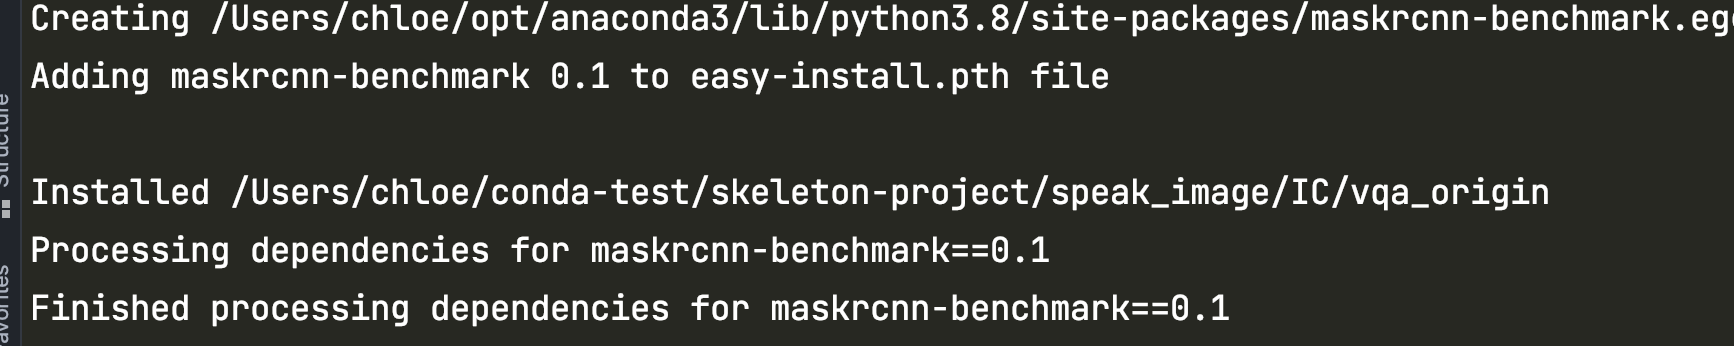 Creating /Users/chloe/opt/anaconda3/lib/python3.8/site-packages/maskrcnn-benchmark.eg
Adding maskrcnn-benchmark 0.1 to easy-install.pth file
Installed /Users/chloe/conda-test/skeleton-project/speak_image/IC/vqa_origin
Processing dependencies for maskrcnn-benchmark==0.1
Finished processing dependencies for maskrcnn-benchmark==0.1
Structure